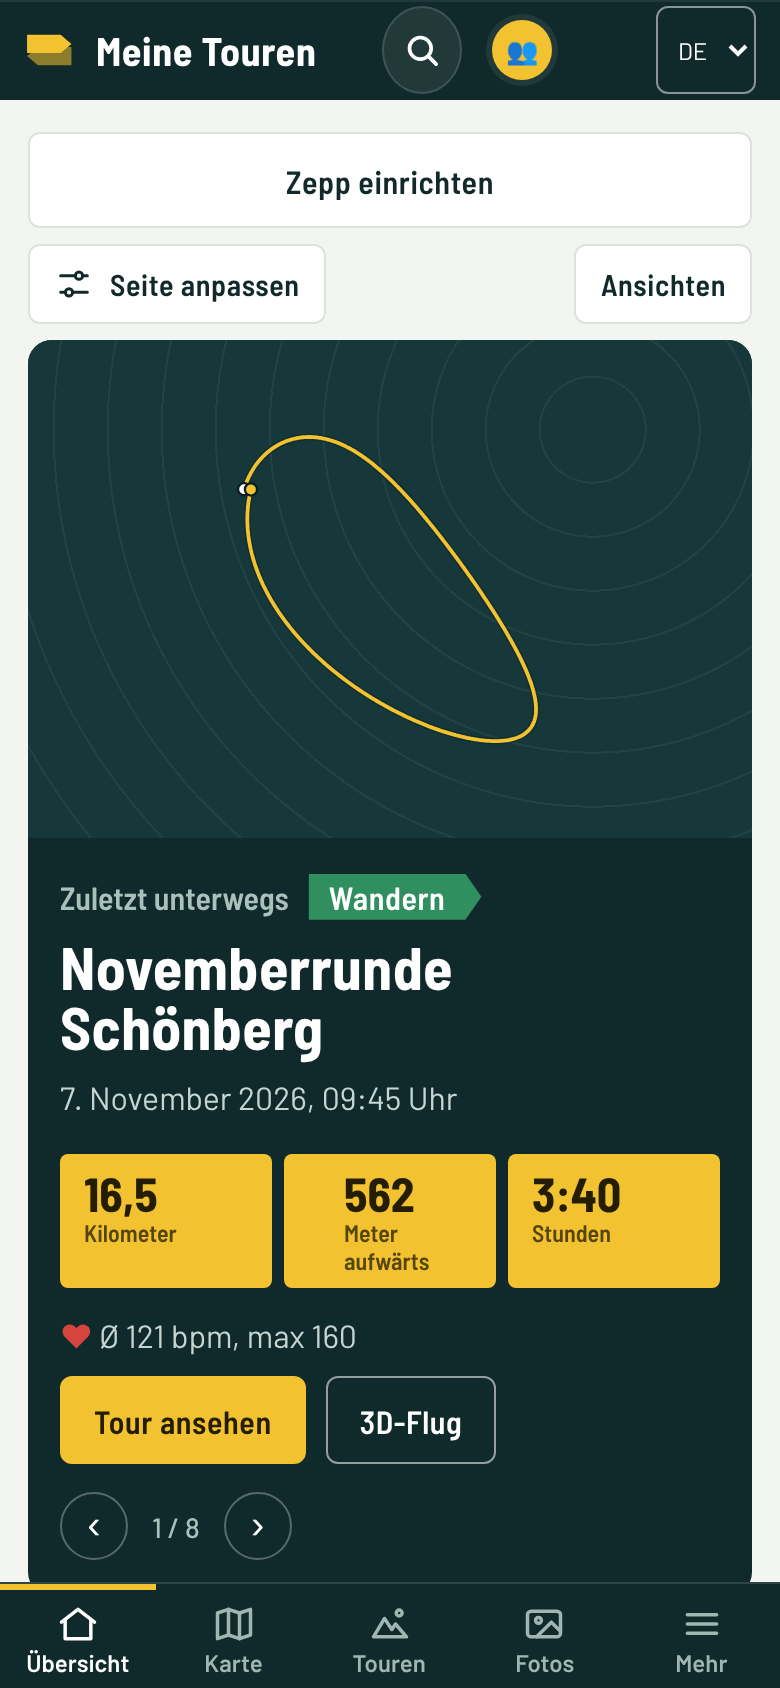 Meine Touren
DE
Zepp einrichten
Seite anpassen
Ansichten
Zuletzt unterwegs
Wandern
Novemberrunde
Schönberg
7. November 2026, 09:45 Uhr
16,5
Kilometer
562
Meter
aufwärts
3:40
Stunden
Ø 121 bpm, max 160
Tour ansehen
3D-Flug
1 / 8
Übersicht
Karte
Touren
Fotos
Mehr